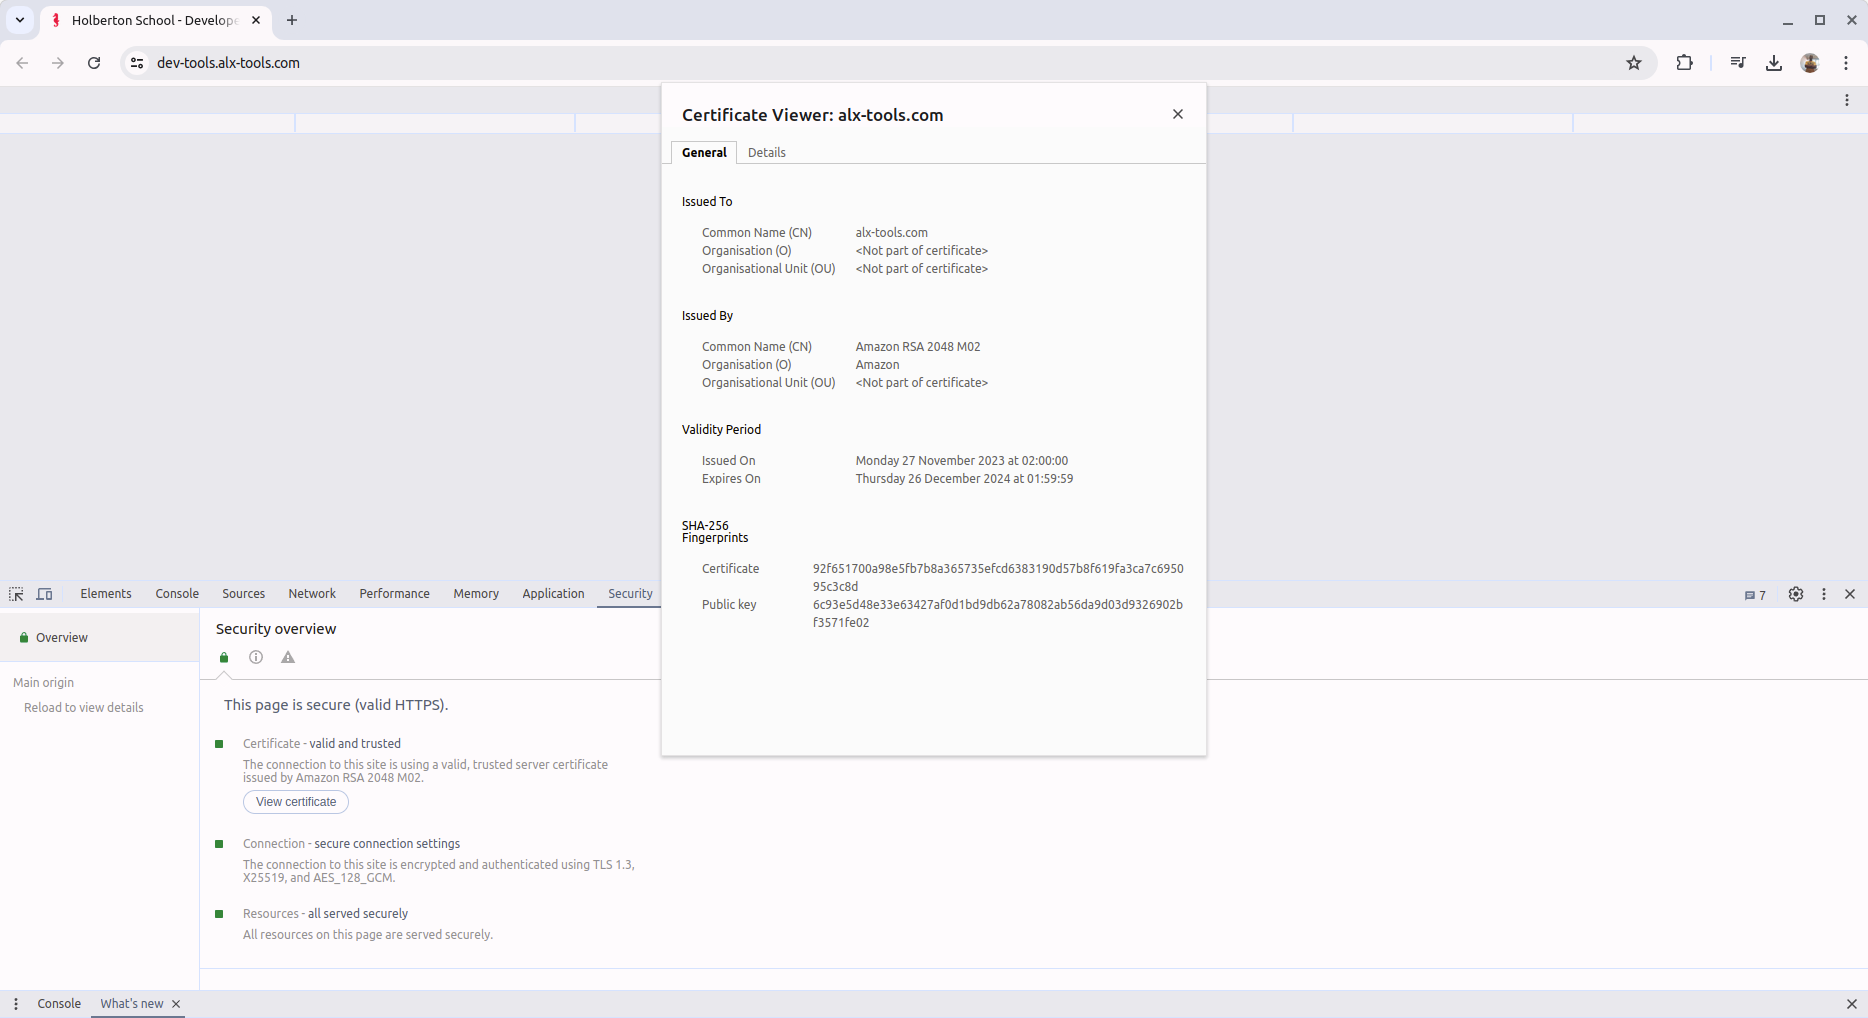 Holberton School - Develope
dev-tools.alx-tools.com
Certificate Viewer: alx-tools.com
General
Details
Issued To
Common Name (CN) alx-tools.com
Organisation (O) <Not part of certificate>
Organisational Unit (OU) <Not part of certificate>
Issued By
Common Name (CN) Amazon RSA 2048 M02
Organisation (O) Amazon
Organisational Unit (OU) <Not part of certificate>
Validity Period
Issued On Monday 27 November 2023 at 02:00:00
Expires On Thursday 26 December 2024 at 01:59:59
SHA-256
Fingerprints
Certificate 92f651700a98e5fb7b8a365735efcd6383190d57b8f619fa3ca7c6950
95c3c8d
Public key 6c93e5d48e33e63427af0d1bd9db62a78082ab56da9d03d9326902b
f3571fe02
Elements Console Sources Network Performance Memory Application Security 7
Overview
Main origin
Reload to view details
Security overview
This page is secure (valid HTTPS).
Certificate - valid and trusted
The connection to this site is using a valid, trusted server certificate
issued by Amazon RSA 2048 M02.
View certificate
Connection - secure connection settings
The connection to this site is encrypted and authenticated using TLS 1.3,
X25519, and AES_128_GCM.
Resources - all served securely
All resources on this page are served securely.
Console What's new